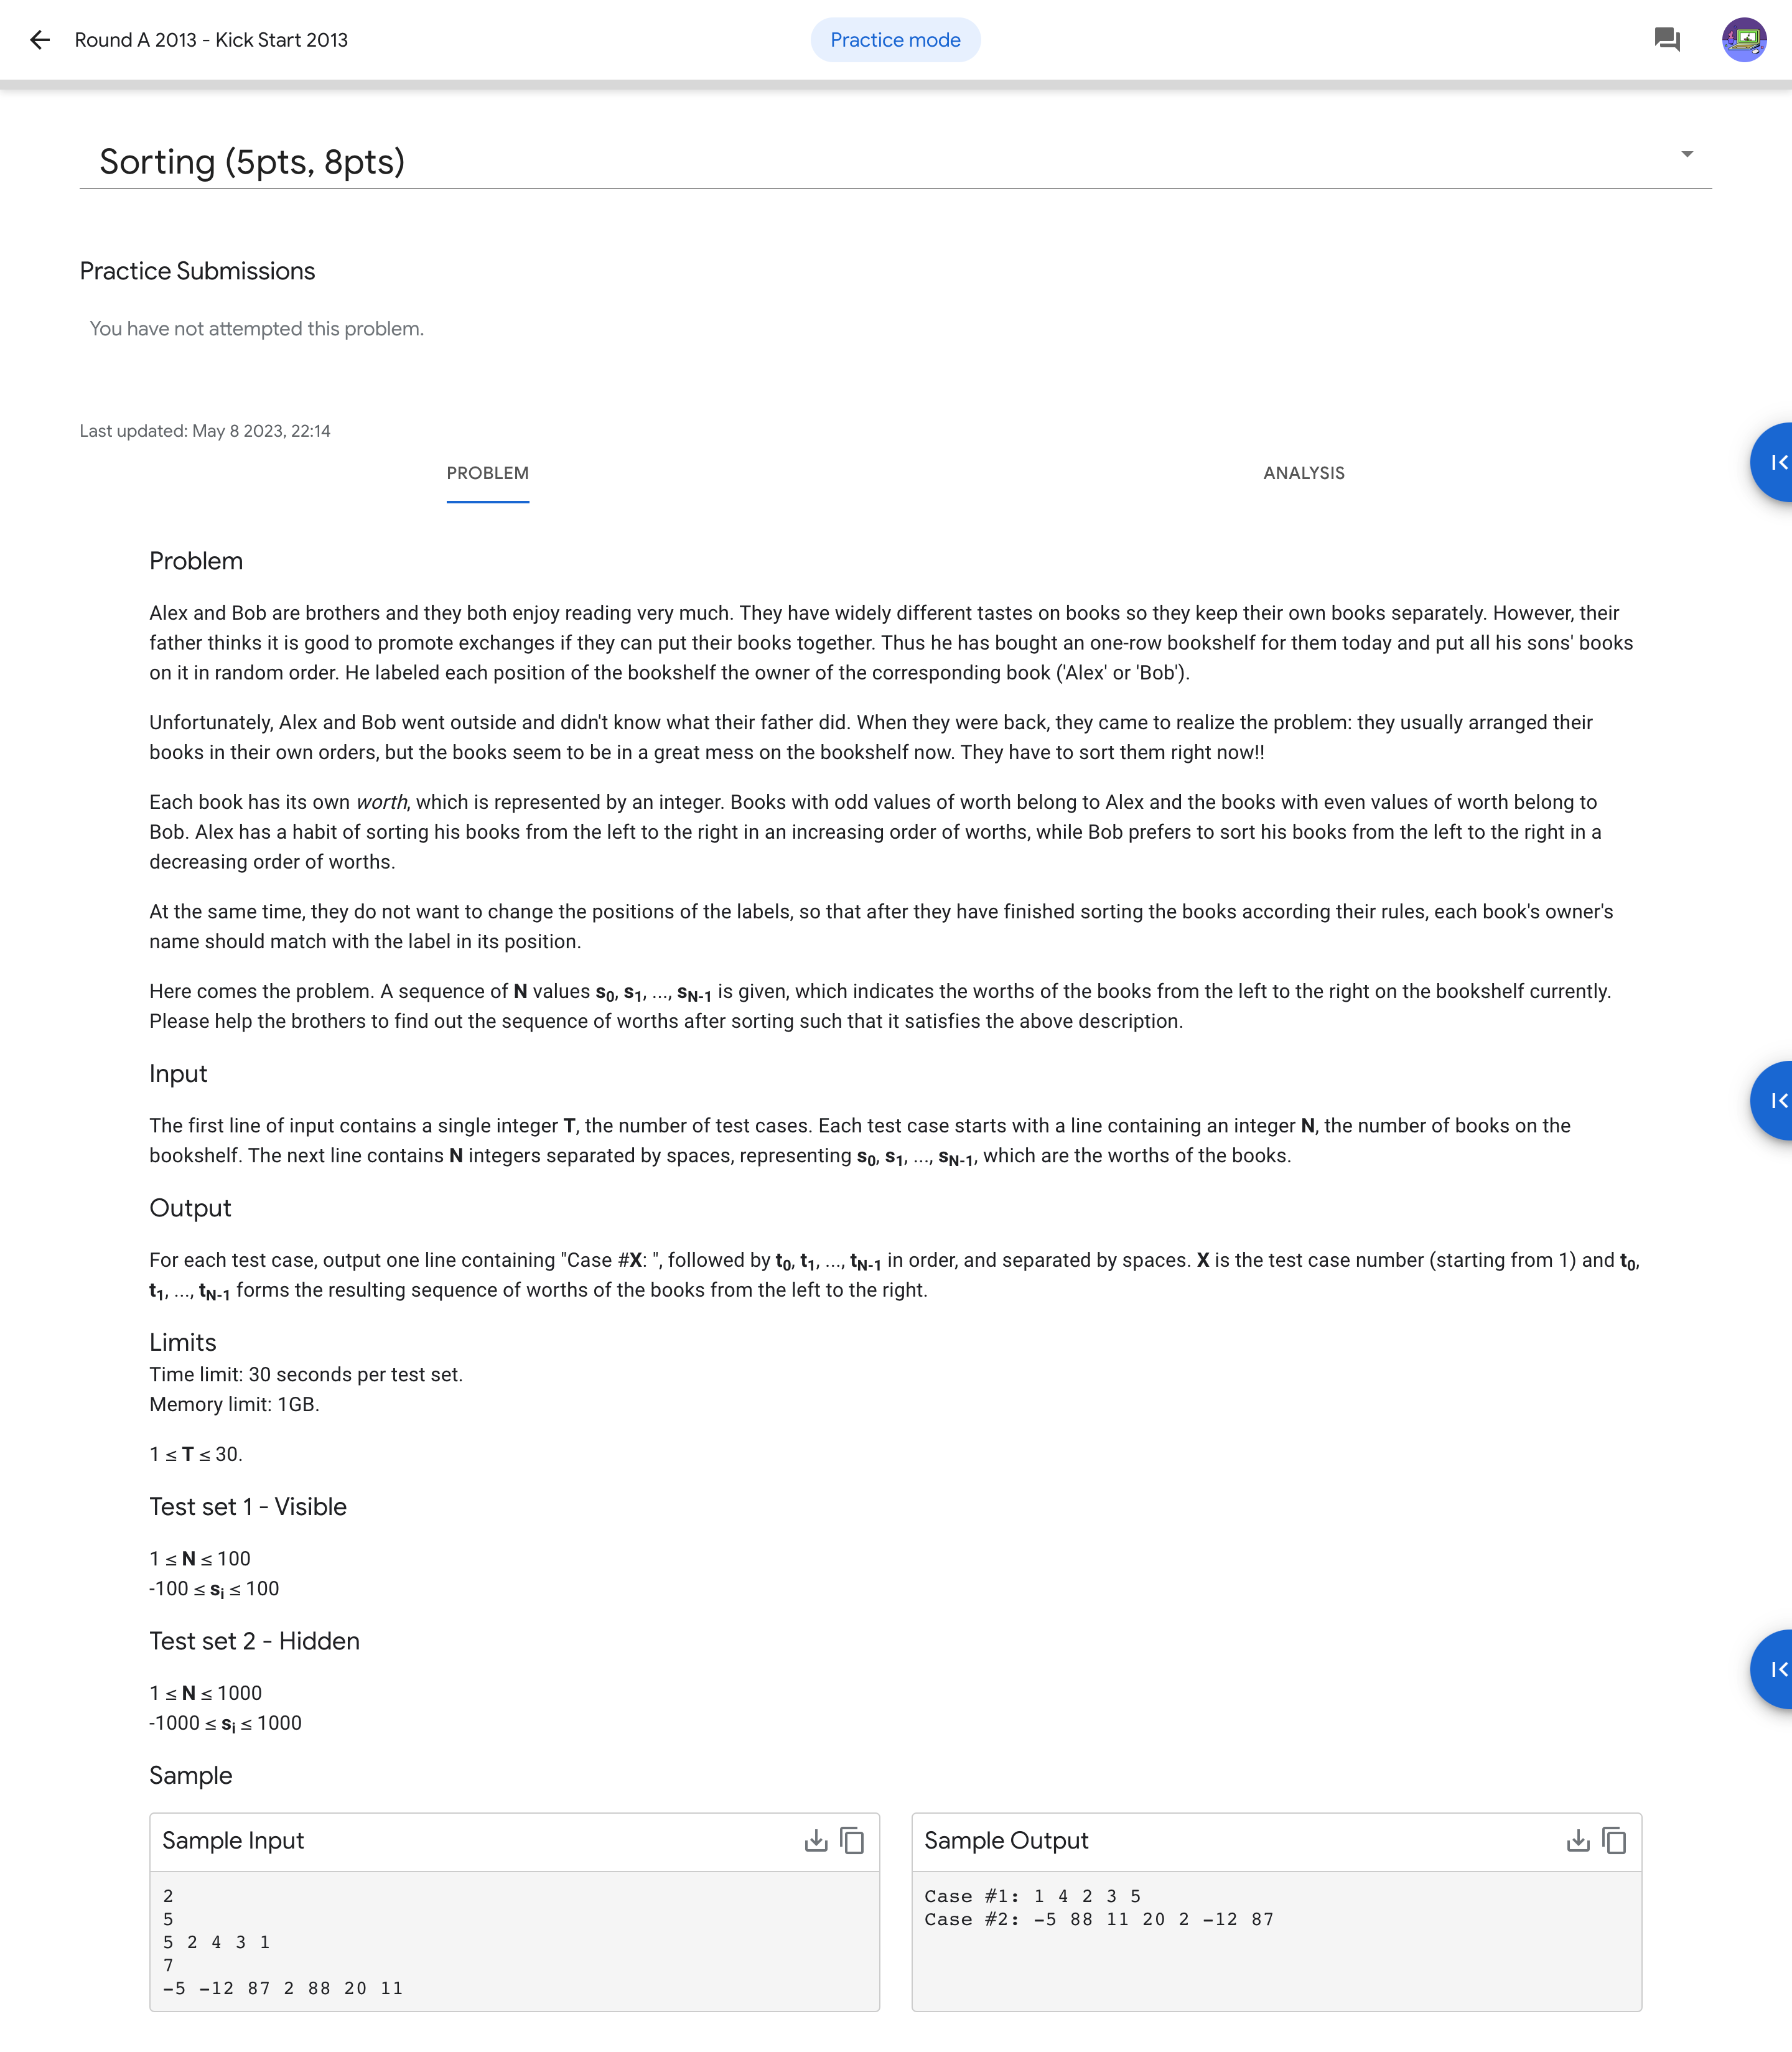 Round A 2013 - Kick Start 2013
Practice mode
Sorting (5pts, 8pts)
Practice Submissions
You have not attempted this problem.
Last updated: May 8 2023, 22:14
PROBLEM
ANALYSIS
Problem
Alex and Bob are brothers and they both enjoy reading very much. They have widely different tastes on books so they keep their own books separately. However, their
father thinks it is good to promote exchanges if they can put their books together. Thus he has bought an one-row bookshelf for them today and put all his sons' books
on it in random order. He labeled each position of the bookshelf the owner of the corresponding book ('Alex' or 'Bob').
Unfortunately, Alex and Bob went outside and didn't know what their father did. When they were back, they came to realize the problem: they usually arranged their
books in their own orders, but the books seem to be in a great mess on the bookshelf now. They have to sort them right now!!
Each book has its own worth, which is represented by an integer. Books with odd values of worth belong to Alex and the books with even values of worth belong to
Bob. Alex has a habit of sorting his books from the left to the right in an increasing order of worths, while Bob prefers to sort his books from the left to the right in a
decreasing order of worths.
At the same time, they do not want to change the positions of the labels, so that after they have finished sorting the books according their rules, each book's owner's
name should match with the label in its position.
Here comes the problem. A sequence of N values s0, s1, ..., sN-1 is given, which indicates the worths of the books from the left to the right on the bookshelf currently.
Please help the brothers to find out the sequence of worths after sorting such that it satisfies the above description.
Input
The first line of input contains a single integer T, the number of test cases. Each test case starts with a line containing an integer N, the number of books on the
bookshelf. The next line contains N integers separated by spaces, representing s0, s1, ..., sN-1, which are the worths of the books.
Output
For each test case, output one line containing "Case #X: ", followed by t0, t1, ..., tN-1 in order, and separated by spaces. X is the test case number (starting from 1) and t0,
t1, ..., tN-1 forms the resulting sequence of worths of the books from the left to the right.
Limits
Time limit: 30 seconds per test set.
Memory limit: 1GB.
1 ≤ T ≤ 30.
Test set 1 - Visible
1 ≤ N ≤ 100
-100 ≤ si ≤ 100
Test set 2 - Hidden
1 ≤ N ≤ 1000
-1000 ≤ si ≤ 1000
Sample
Sample Input
2
5
5 2 4 3 1
7
-5 -12 87 2 88 20 11
Sample Output
Case #1: 1 4 2 3 5
Case #2: -5 88 11 20 2 -12 87